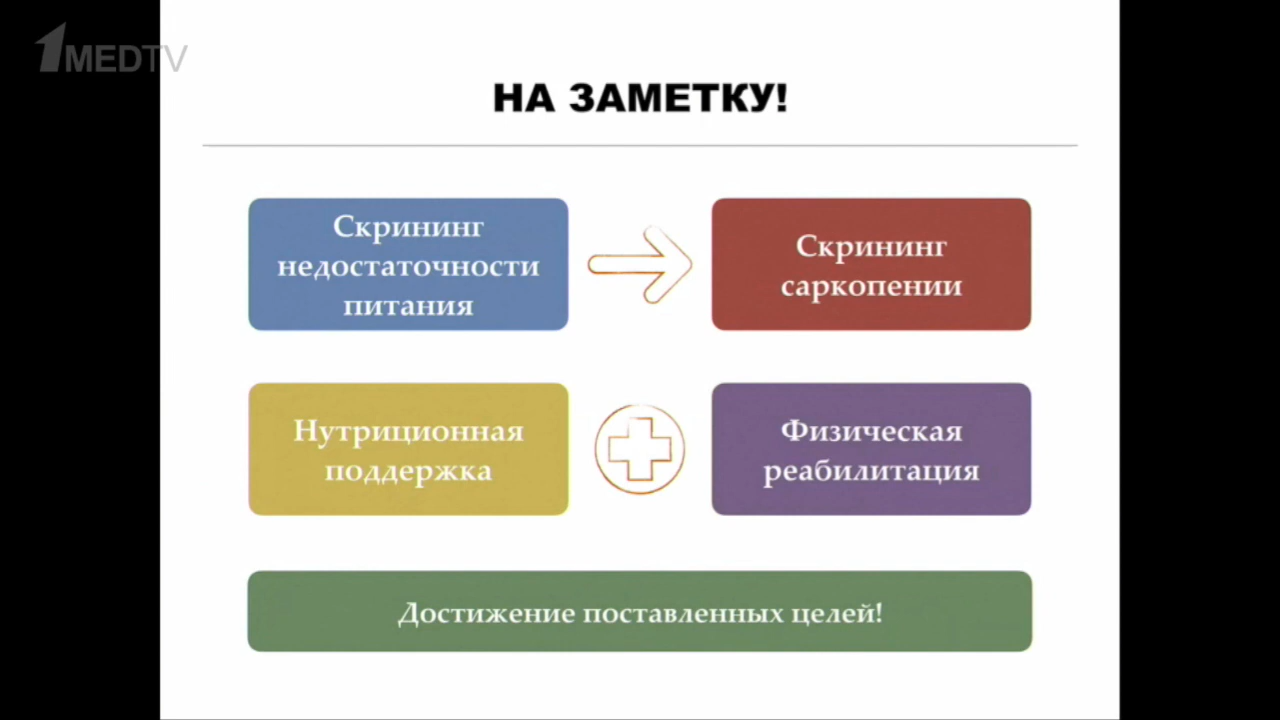 1MEDTV
НА ЗАМЕТКУ!
Скрининг
недостаточности
питания
Скрининг
саркопении
Нутриционная
поддержка
Физическая
реабилитация
Достижение поставленных целей!